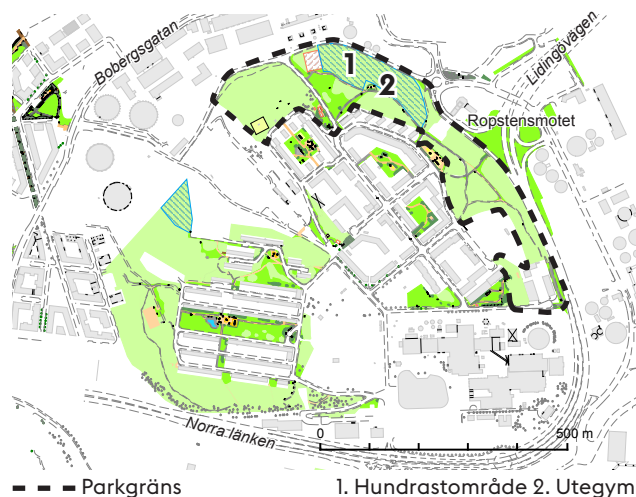 Bobergsgatan
Lidingövägen
1
2
Ropstensmotet
Norra länken
0
500 m
Parkgräns
1. Hundrastområde 2. Utegym